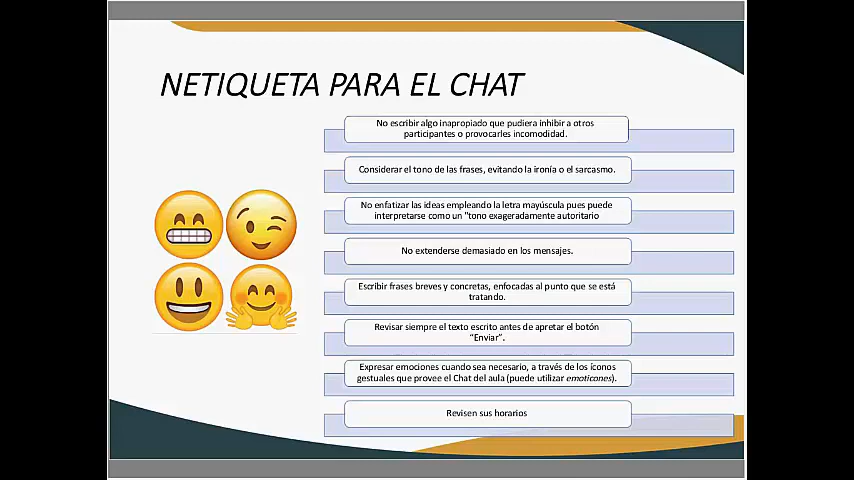 NETIQUETA PARA EL CHAT
No escribir algo inapropiado que pudiera inhibir a otros
participantes o provocarles incomodidad.
Considerar el tono de las frases, evitando la ironía o el sarcasmo.
No enfatizar las ideas empleando la letra mayúscula pues puede
interpretarse como un "tono exageradamente autoritario
No extenderse demasiado en los mensajes.
Escribir frases breves y concretas, enfocadas al punto que se está
tratando.
Revisar siempre el texto escrito antes de apretar el botón
“Enviar”.
Expresar emociones cuando sea necesario, a través de los íconos
gestuales que provee el Chat del aula (puede utilizar emoticones).
Revisen sus horarios